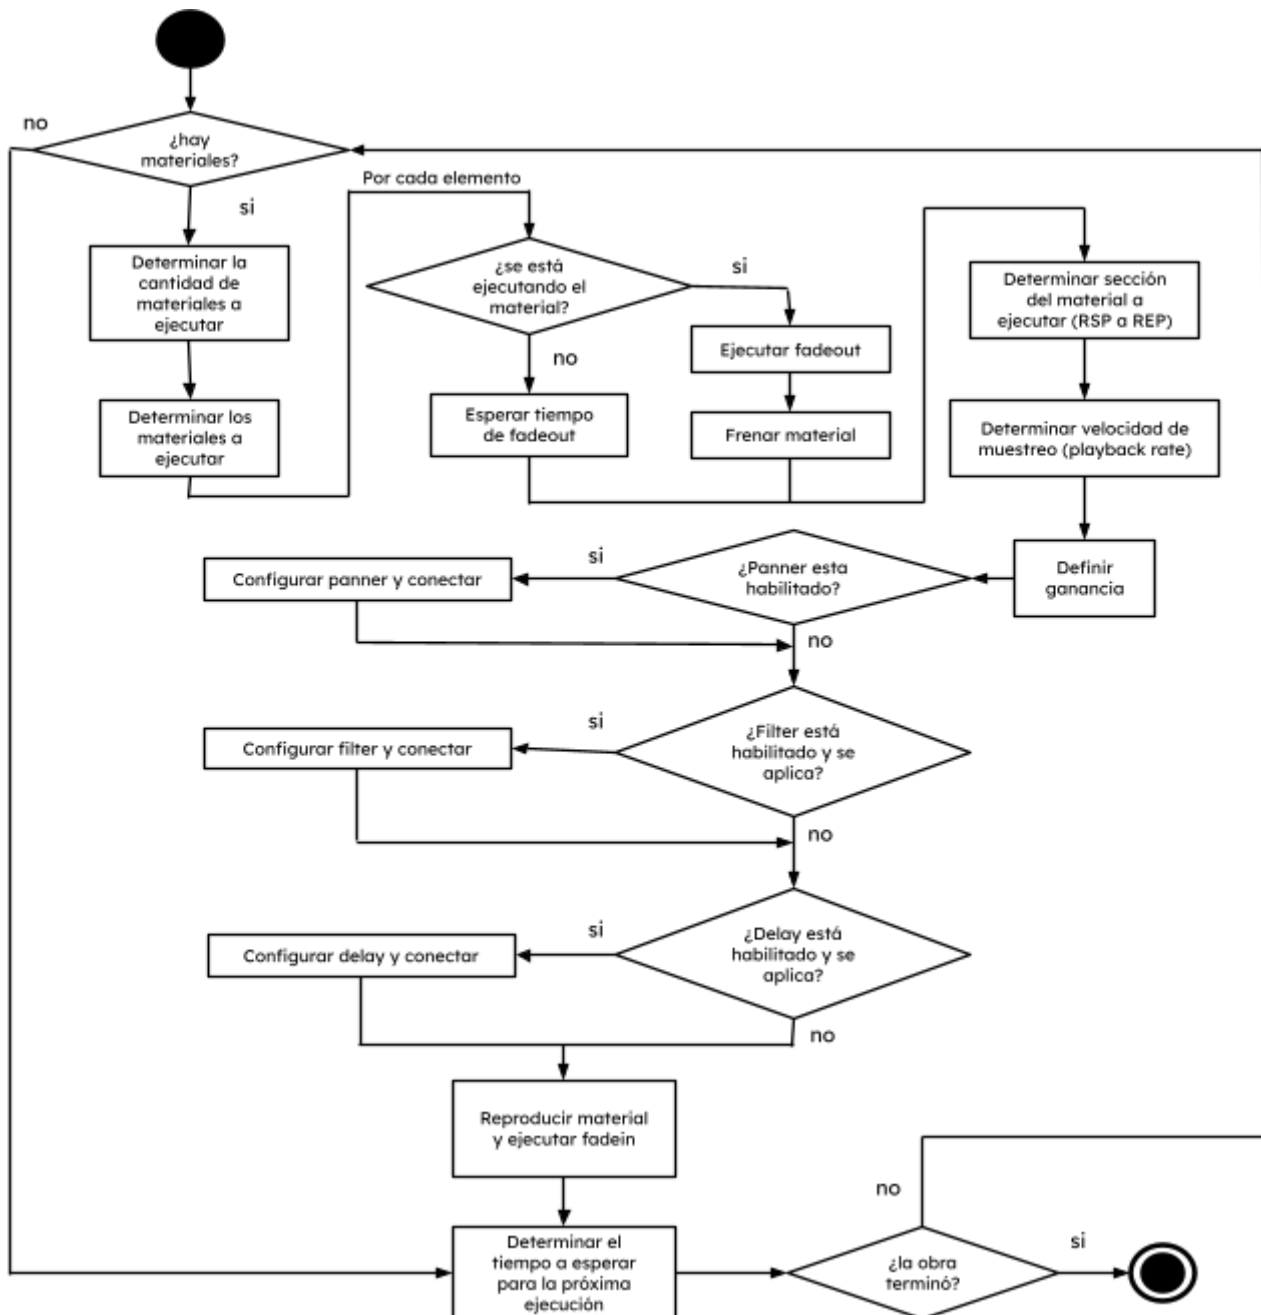 no
¿hay
materiales?
si
Por cada elemento
Determinar la
cantidad de
materiales a
ejecutar
Determinar los
materiales a
ejecutar
¿se está
ejecutando el
material?
si
no
Esperar tiempo
de fadeout
Ejecutar fadeout
Frenar material
Determinar sección
del material a
ejecutar (RSP a REP)
Determinar velocidad de
muestreo (playback rate)
Definir
ganancia
¿Panner esta
habilitado?
si
Configurar panner y conectar
no
¿Filter está
habilitado y se
aplica?
si
Configurar filter y conectar
no
¿Delay está
habilitado y se
aplica?
si
Configurar delay y conectar
no
Reproducir material
y ejecutar fadein
Determinar el
tiempo a esperar
para la próxima
ejecución
no
¿la obra
terminó?
si